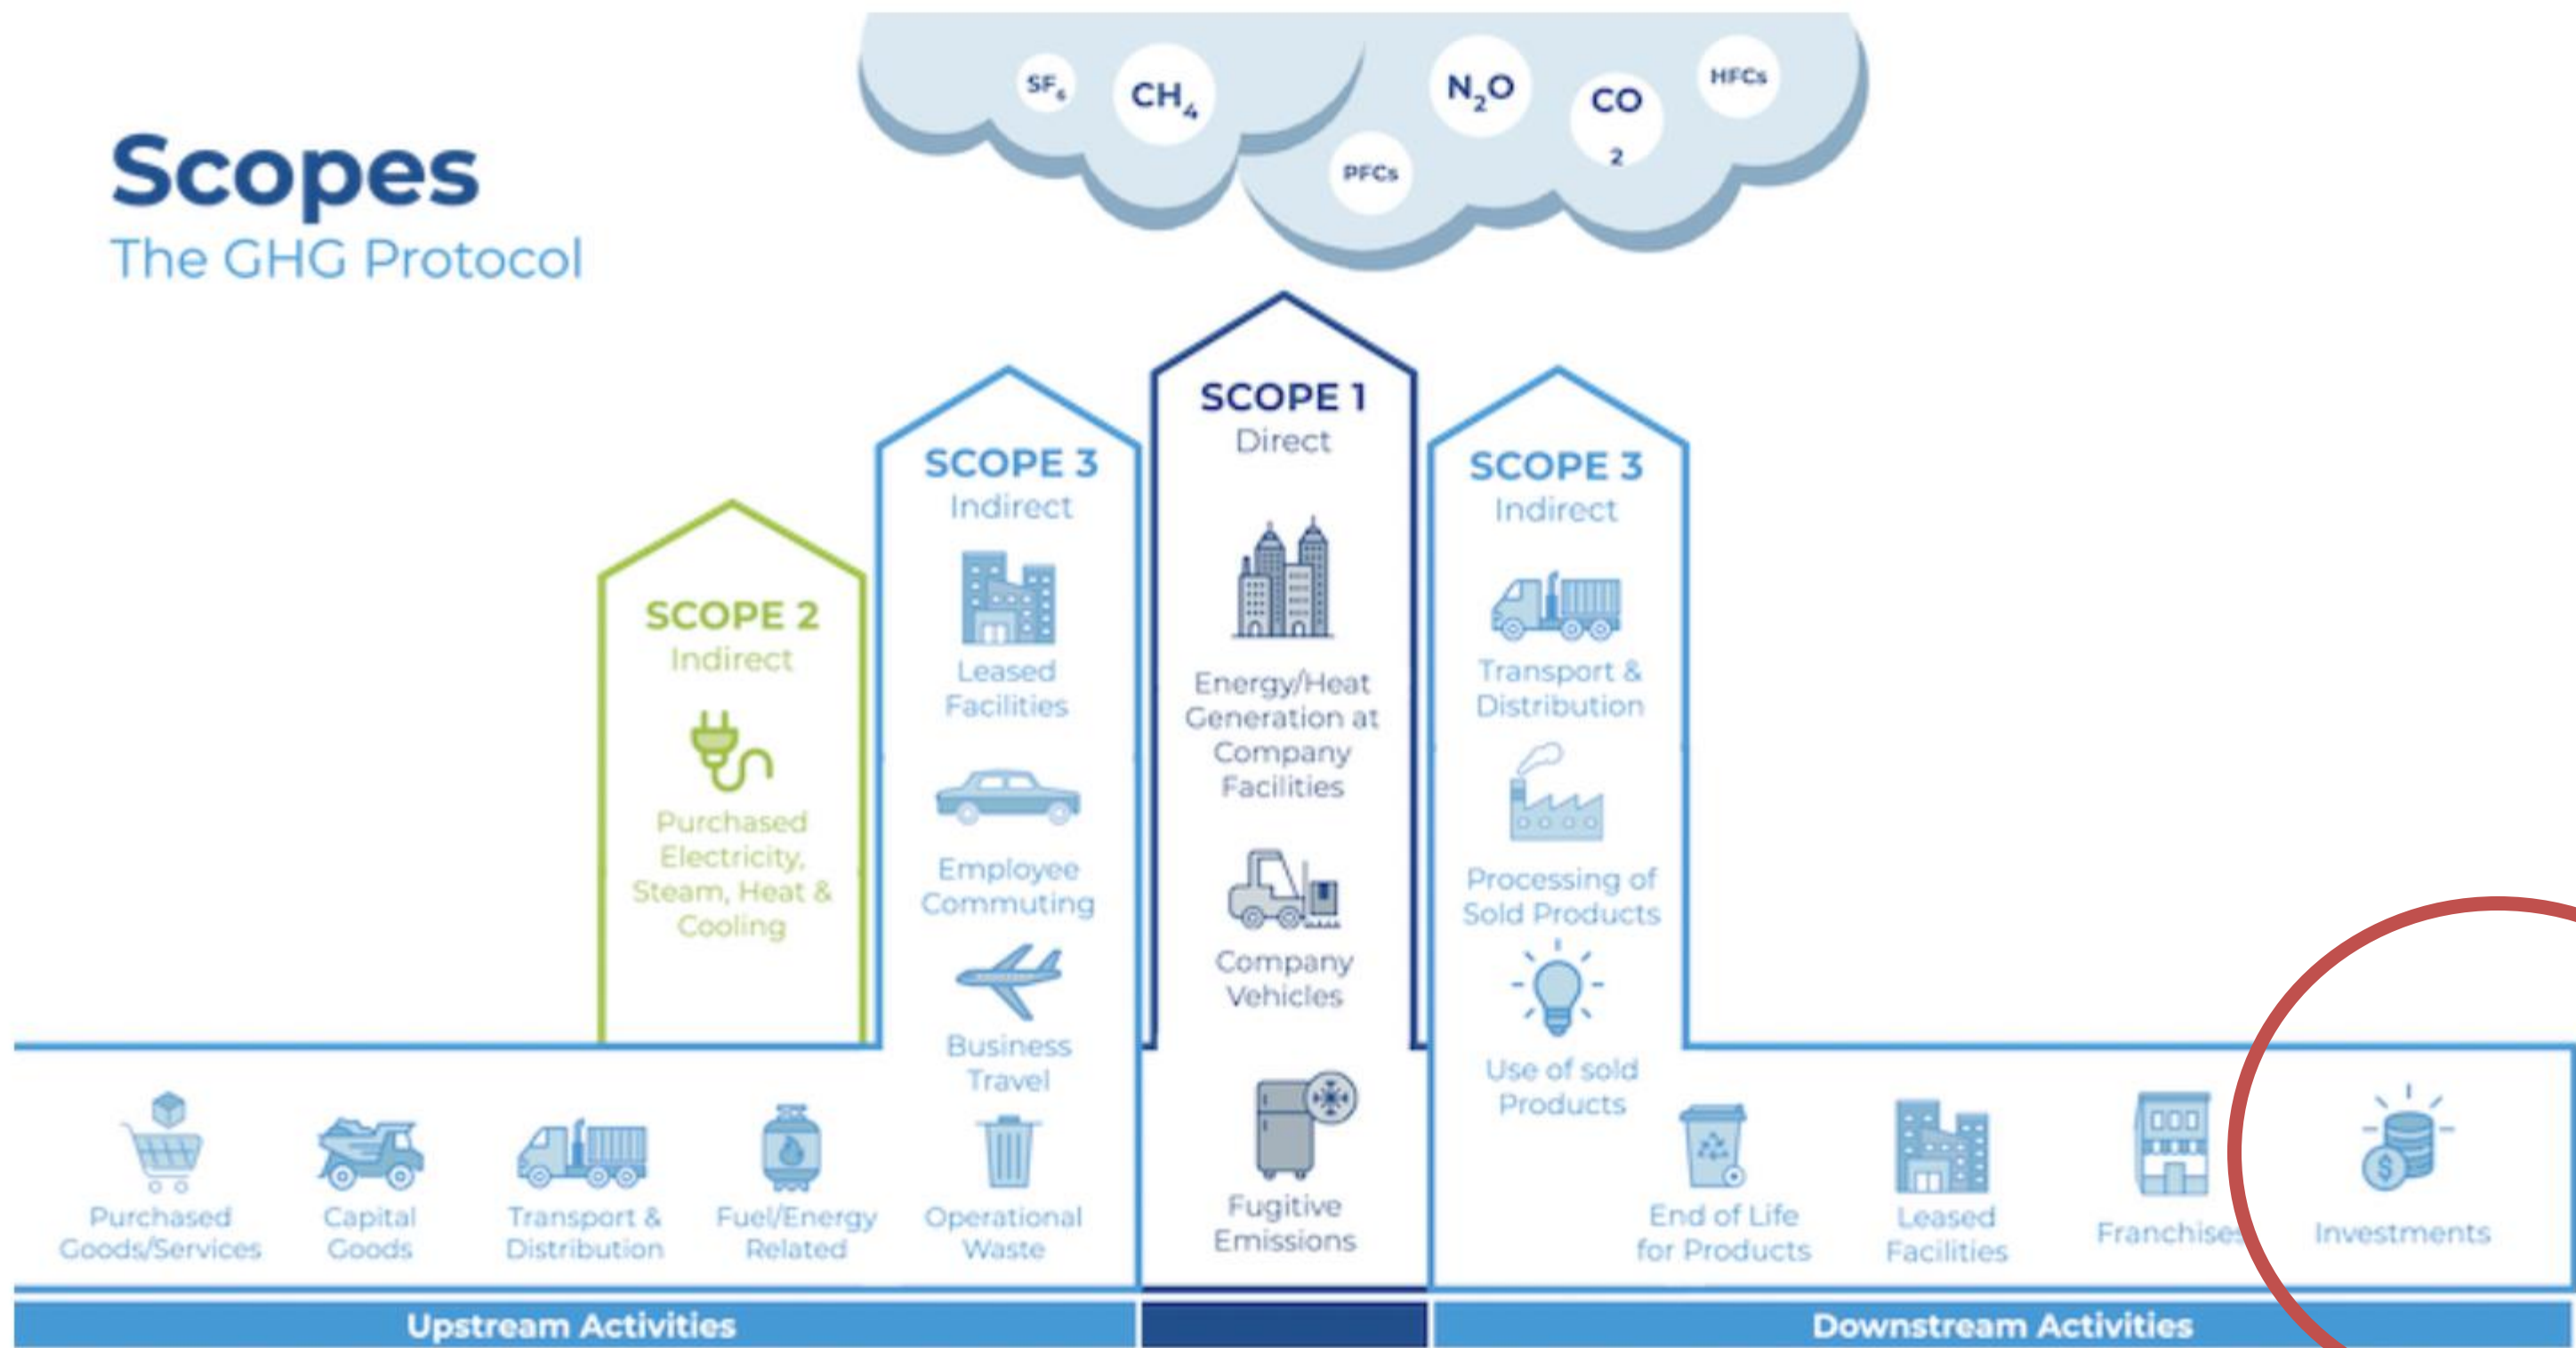 Scopes
The GHG Protocol
SF₆
CH₄
N₂O
CO
2
HFCs
PFCs
SCOPE 2
Indirect
Purchased
Electricity,
Steam, Heat &
Cooling
SCOPE 3
Indirect
Leased
Facilities
Employee
Commuting
Business
Travel
Operational
Waste
SCOPE 1
Direct
Energy/Heat
Generation at
Company
Facilities
Company
Vehicles
Fugitive
Emissions
SCOPE 3
Indirect
Transport &
Distribution
Processing of
Sold Products
Use of sold
Products
Purchased
Goods/Services
Capital
Goods
Transport &
Distribution
Fuel/Energy
Related
End of Life
for Products
Leased
Facilities
Franchises
$
Investments
Upstream Activities
Downstream Activities